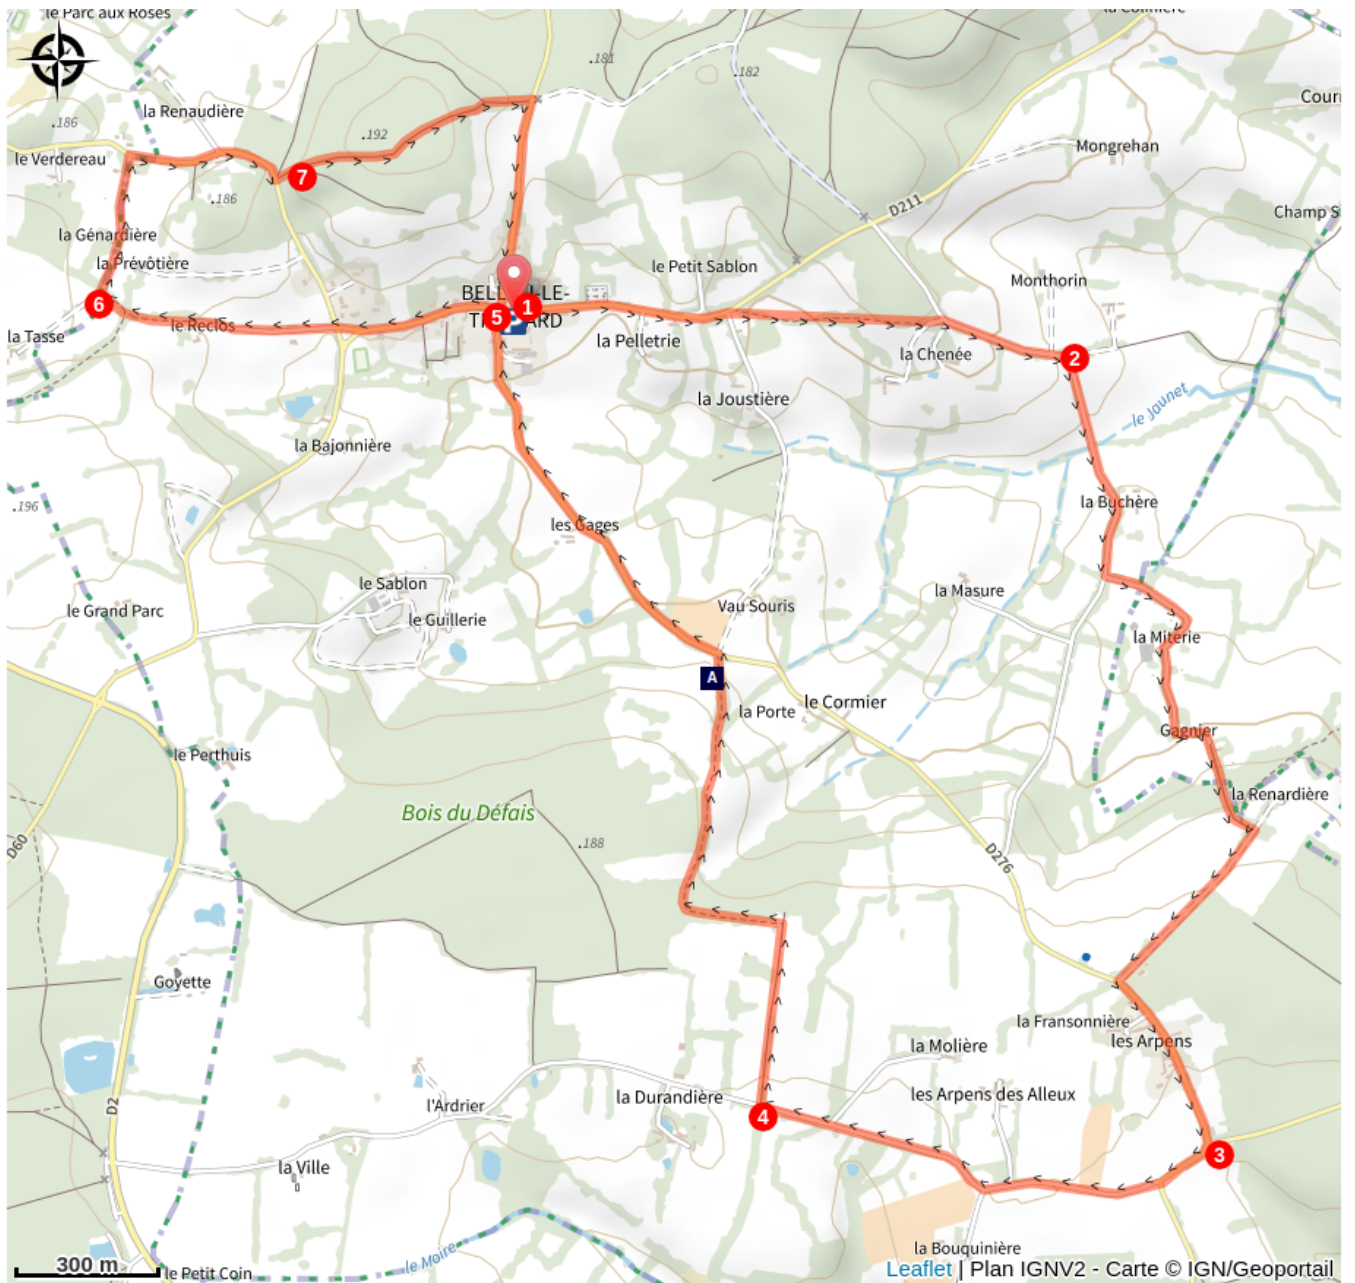 le Parc aux Roses
la Renaudière
.181
.182
.186
.192
le Verdereau
7
Mongrehan
.186
D211
la Génardière
la Prévôtière
le Petit Sablon
Monthorin
6
5
1
le Reclos
la Tasse
la Pelletrie
la Chenée
2
la Joustière
le Jaunet
la Bajonnière
.196
la Buchère
les Gages
le Sablon
la Masure
le Grand Parc
Vau Souris
le Guillerie
la Miterie
A
la Porte
le Cormier
Gagnier
le Perthuis
la Renardière
Bois du Défais
.188
D60
D276
Goyette
la Fransonnière
les Arpens
la Molière
la Durandière
les Arpens des Alleux
l'Ardrier
D2
4
3
la Ville
la Bouquinière
le Moire
300 m
le Petit Coin
Leaflet | Plan IGNV2 - Carte © IGN/Geoportail